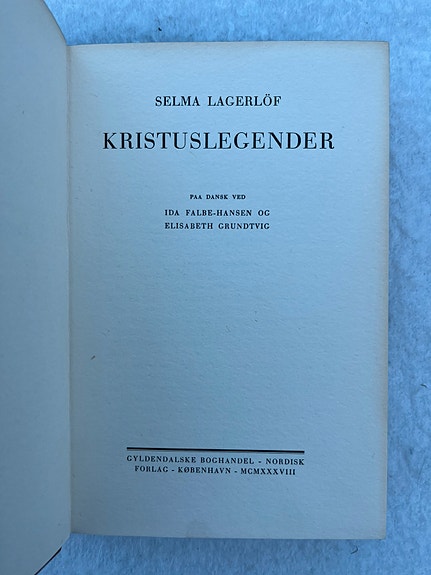 SELMA LAGERLÖF
KRISTUSLEGENDER
PAA DANSK VED
IDA FALBE-HANSEN OG
ELISABETH GRUNDTVIG
GYLDENDALSKE BOGHANDEL - NORDISK
FORLAG - KØBENHAVN - MCMXXXVIII